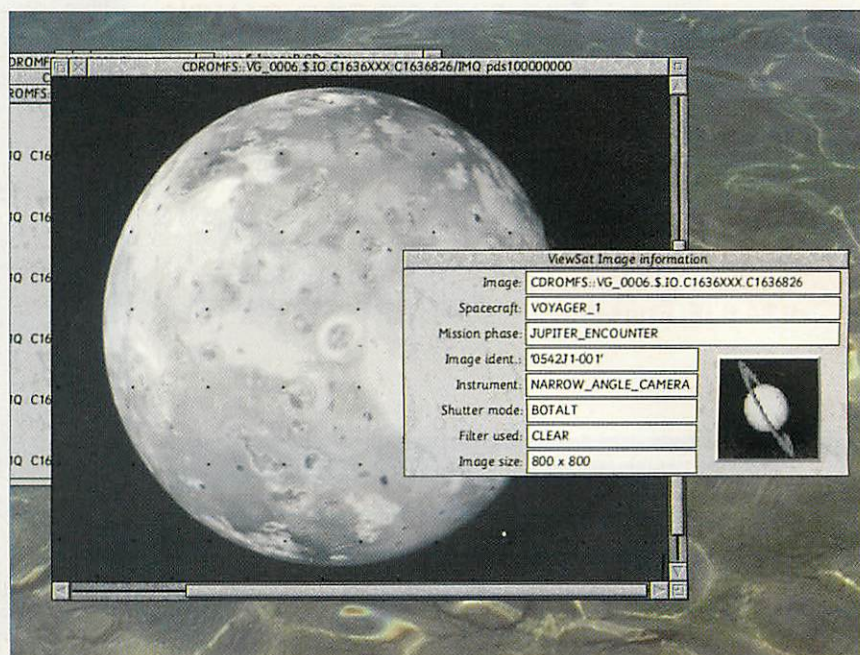 CDROMFS::VG_0006.$.IO.C1636XXX.C1636826/IMQ pds100000000
DROMF
ROMFS:
IQ C16
IQ C16
IQ C16
IQ C16
IQ C16
IQ C16
ViewSat Image information
Image: CDROMFS::VG_0006.$.IO.C1636XXX.C1636826
Spacecraft: VOYAGER_1
Mission phase: JUPITER_ENCOUNTER
Image ident.: '0542J1-001'
Instrument: NARROW_ANGLE_CAMERA
Shutter mode: BOTALT
Filter used: CLEAR
Image size: 800 x 800